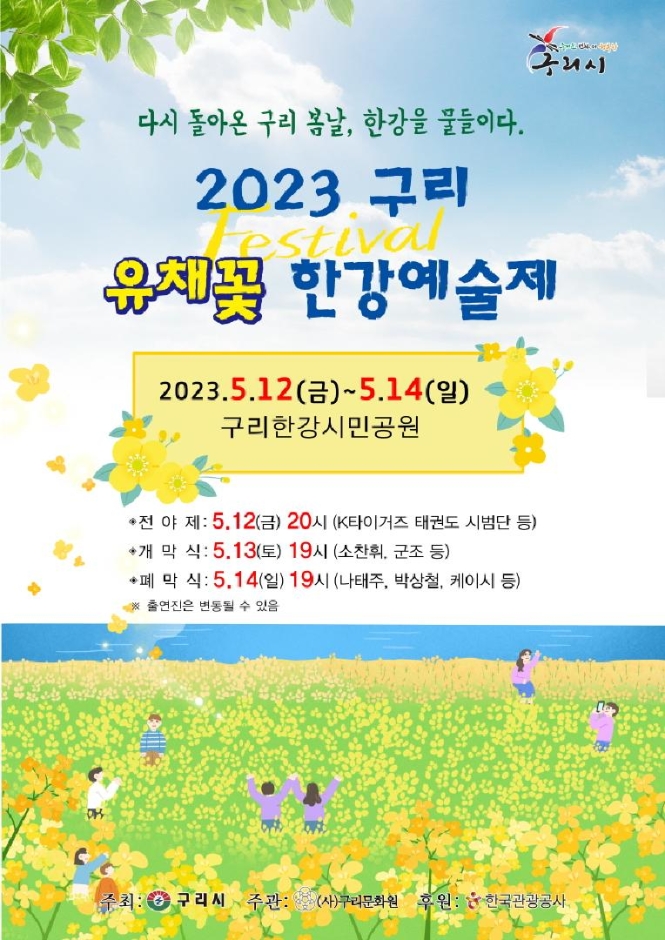 구리시
다시 돌아온 구리 봄날, 한강을 물들이다.
2023 구리
Festival
유채꽃 한강예술제
2023.5.12(금)~5.14(일)
구리한강시민공원
◈전 야 제: 5.12(금) 20시 (K타이거즈 태권도 시범단 등)
◈개 막 식: 5.13(토) 19시 (소찬휘, 군조 등)
◈폐 막 식: 5.14(일) 19시 (나태주, 박상철, 케이시 등)
※ 출연진은 변동될 수 있음
주최: 구리시 주관: (사)구리문화원 후원: 한국관광공사